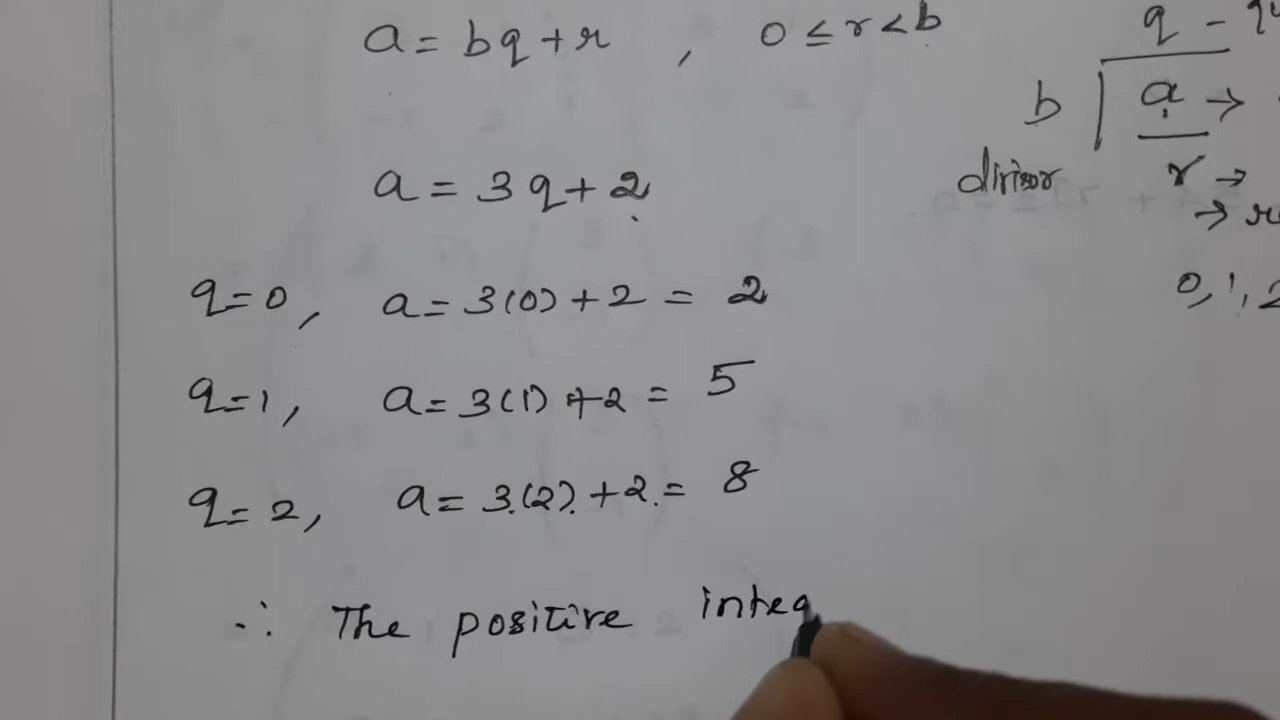 a = bq + r , 0 ≤ r < b
q -
b a →
divisor r →
→
a = 3q + 2
0, 1, 2
q = 0, a = 3(0) + 2 = 2
q = 1, a = 3(1) + 2 = 5
q = 2, a = 3(2) + 2 = 8
∴ The positive integ